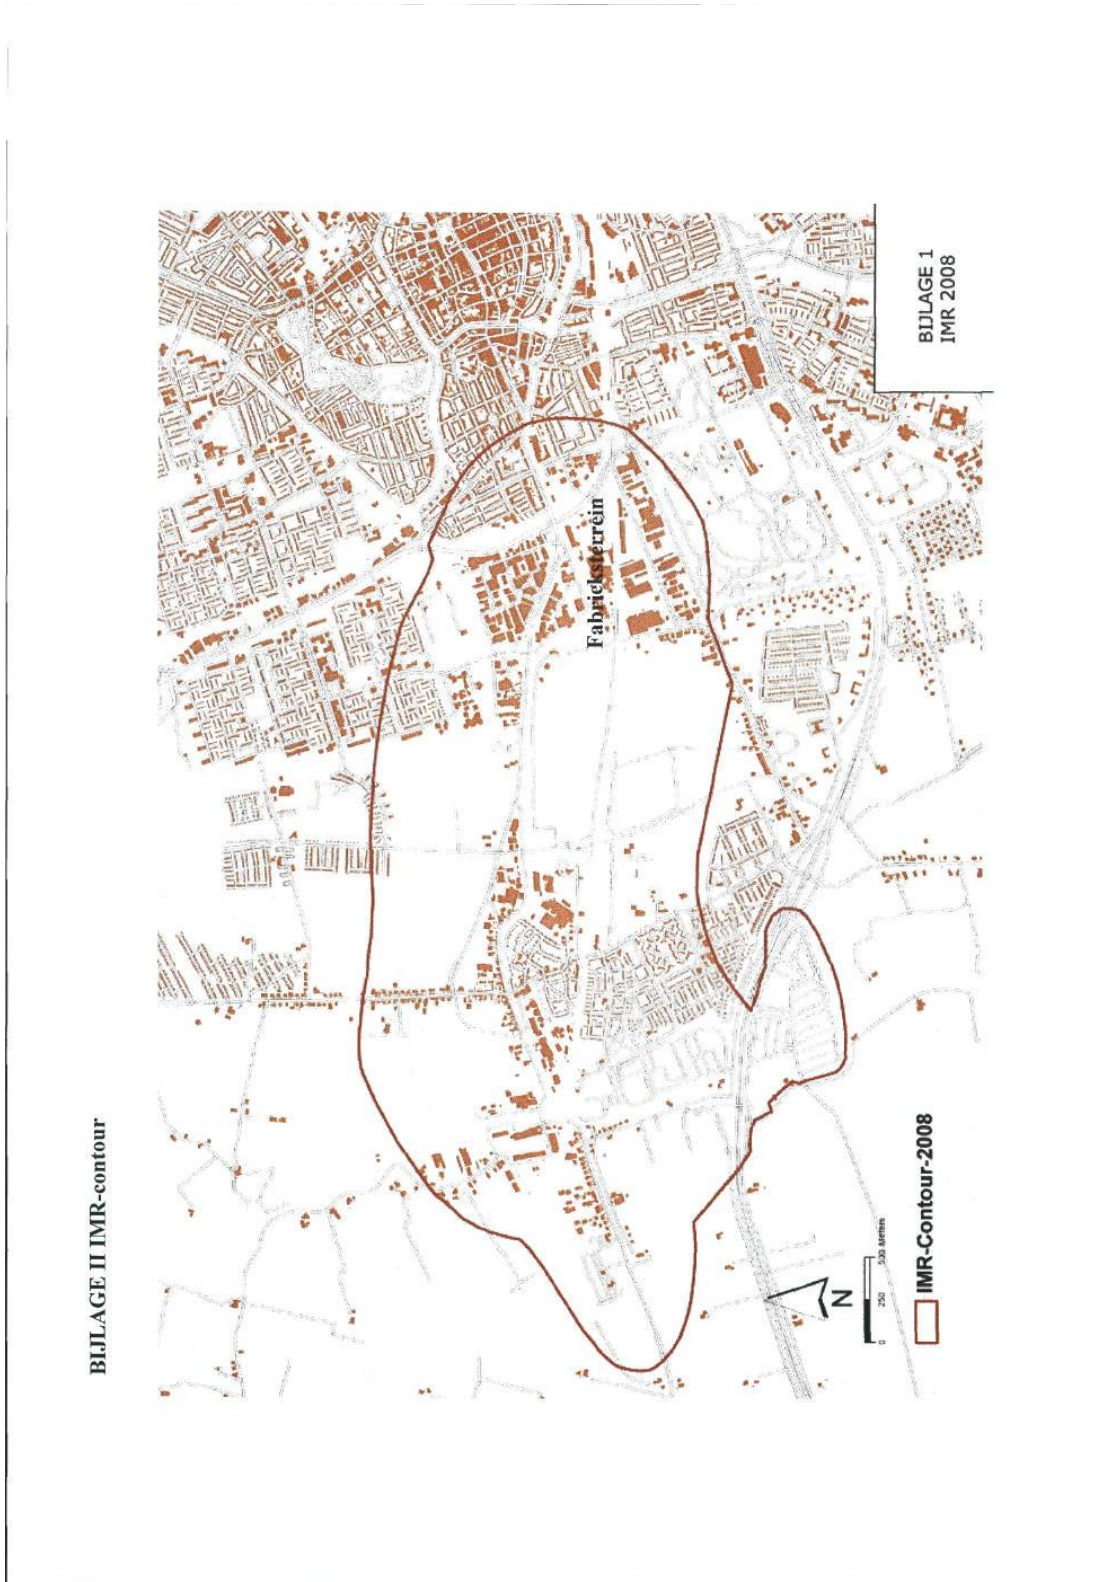 BIJLAGE II IMR-contour
Fabrieksterrein
BIJLAGE 1
IMR 2008
N
0 250 500 Meters
IMR-Contour-2008